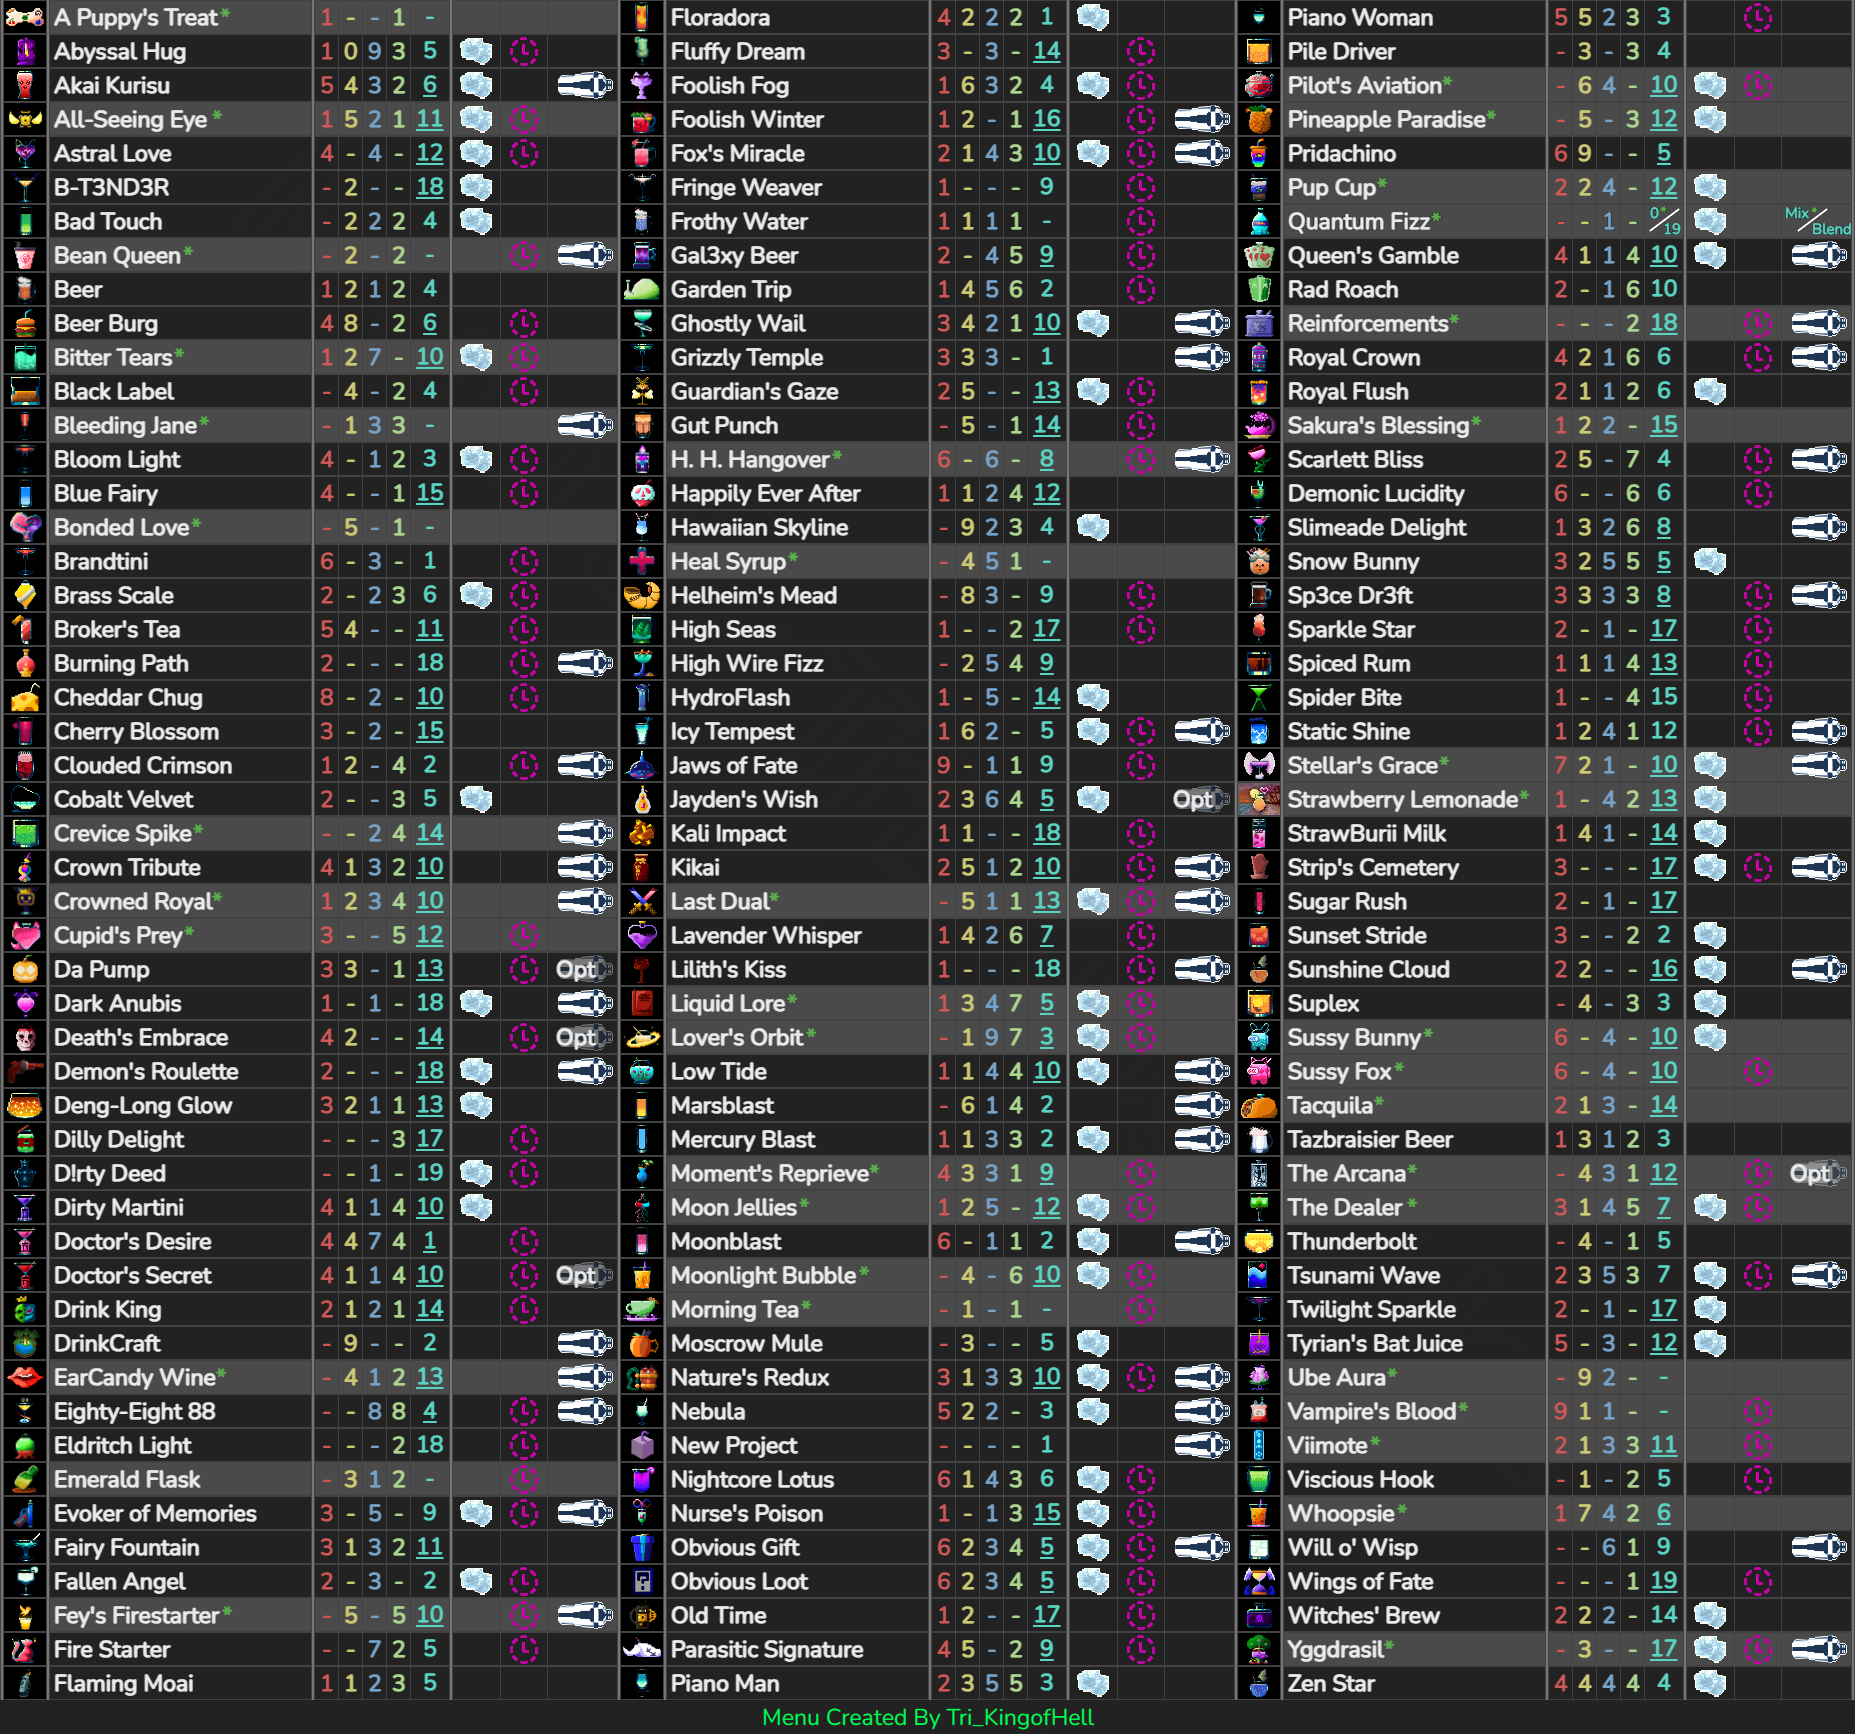 A Puppy's Treat* 1 - - 1 -
Abyssal Hug 1 0 9 3 5
Akai Kurisu 5 4 3 2 6
All-Seeing Eye * 1 5 2 1 11
Astral Love 4 - 4 - 12
B-T3ND3R - 2 - - 18
Bad Touch - 2 2 2 4
Bean Queen* - 2 - 2 -
Beer 1 2 1 2 4
Beer Burg 4 8 - 2 6
Bitter Tears* 1 2 7 - 10
Black Label - 4 - 2 4
Bleeding Jane* - 1 3 3 -
Bloom Light 4 - 1 2 3
Blue Fairy 4 - - 1 15
Bonded Love* - 5 - 1 -
Brandtini 6 - 3 - 1
Brass Scale 2 - 2 3 6
Broker's Tea 5 4 - - 11
Burning Path 2 - - - 18
Cheddar Chug 8 - 2 - 10
Cherry Blossom 3 - 2 - 15
Clouded Crimson 1 2 - 4 2
Cobalt Velvet 2 - - 3 5
Crevice Spike* - - 2 4 14
Crown Tribute 4 1 3 2 10
Crowned Royal* 1 2 3 4 10
Cupid's Prey* 3 - - 5 12
Da Pump 3 3 - 1 13 Opt
Dark Anubis 1 - 1 - 18
Death's Embrace 4 2 - - 14 Opt
Demon's Roulette 2 - - - 18
Deng-Long Glow 3 2 1 1 13
Dilly Delight - - - 3 17
D!rty Deed - - 1 - 19
Dirty Martini 4 1 1 4 10
Doctor's Desire 4 4 7 4 1
Doctor's Secret 4 1 1 4 10 Opt
Drink King 2 1 2 1 14
DrinkCraft - 9 - - 2
EarCandy Wine* - 4 1 2 13
Eighty-Eight 88 - - 8 8 4
Eldritch Light - - - 2 18
Emerald Flask - 3 1 2 -
Evoker of Memories 3 - 5 - 9
Fairy Fountain 3 1 3 2 11
Fallen Angel 2 - 3 - 2
Fey's Firestarter* - 5 - 5 10
Fire Starter - - 7 2 5
Flaming Moai 1 1 2 3 5
Floradora 4 2 2 2 1
Fluffy Dream 3 - 3 - 14
Foolish Fog 1 6 3 2 4
Foolish Winter 1 2 - 1 16
Fox's Miracle 2 1 4 3 10
Fringe Weaver 1 - - - 9
Frothy Water 1 1 1 1 -
Gal3xy Beer 2 - 4 5 9
Garden Trip 1 4 5 6 2
Ghostly Wail 3 4 2 1 10
Grizzly Temple 3 3 3 - 1
Guardian's Gaze 2 5 - - 13
Gut Punch - 5 - 1 14
H. H. Hangover* 6 - 6 - 8
Happily Ever After 1 1 2 4 12
Hawaiian Skyline - 9 2 3 4
Heal Syrup* - 4 5 1 -
Helheim's Mead - 8 3 - 9
High Seas 1 - - 2 17
High Wire Fizz - 2 5 4 9
HydroFlash 1 - 5 - 14
Icy Tempest 1 6 2 - 5
Jaws of Fate 9 - 1 1 9
Jayden's Wish 2 3 6 4 5 Opt
Kali Impact 1 1 - - 18
Kikai 2 5 1 2 10
Last Dual* - 5 1 1 13
Lavender Whisper 1 4 2 6 7
Lilith's Kiss 1 - - - 18
Liquid Lore* 1 3 4 7 5
Lover's Orbit* - 1 9 7 3
Low Tide 1 1 4 4 10
Marsblast - 6 1 4 2
Mercury Blast 1 1 3 3 2
Moment's Reprieve* 4 3 3 1 9
Moon Jellies* 1 2 5 - 12
Moonblast 6 - 1 1 2
Moonlight Bubble* - 4 - 6 10
Morning Tea* - 1 - 1 -
Moscrow Mule - 3 - - 5
Nature's Redux 3 1 3 3 10
Nebula 5 2 2 - 3
New Project - - - - 1
Nightcore Lotus 6 1 4 3 6
Nurse's Poison 1 - 1 3 15
Obvious Gift 6 2 3 4 5
Obvious Loot 6 2 3 4 5
Old Time 1 2 - - 17
Parasitic Signature 4 5 - 2 9
Piano Man 2 3 5 5 3
Piano Woman 5 5 2 3 3
Pile Driver - 3 - 3 4
Pilot's Aviation* - 6 4 - 10
Pineapple Paradise* - 5 - 3 12
Pridachino 6 9 - - 5
Pup Cup* 2 2 4 - 12
Quantum Fizz* - - 1 - 0*/19 Mix*/Blend
Queen's Gamble 4 1 1 4 10
Rad Roach 2 - 1 6 10
Reinforcements* - - - 2 18
Royal Crown 4 2 1 6 6
Royal Flush 2 1 1 2 6
Sakura's Blessing* 1 2 2 - 15
Scarlett Bliss 2 5 - 7 4
Demonic Lucidity 6 - - 6 6
Slimeade Delight 1 3 2 6 8
Snow Bunny 3 2 5 5 5
Sp3ce Dr3ft 3 3 3 3 8
Sparkle Star 2 - 1 - 17
Spiced Rum 1 1 1 4 13
Spider Bite 1 - - 4 15
Static Shine 1 2 4 1 12
Stellar's Grace* 7 2 1 - 10
Strawberry Lemonade* 1 - 4 2 13
StrawBurii Milk 1 4 1 - 14
Strip's Cemetery 3 - - - 17
Sugar Rush 2 - 1 - 17
Sunset Stride 3 - - 2 2
Sunshine Cloud 2 2 - - 16
Suplex - 4 - 3 3
Sussy Bunny* 6 - 4 - 10
Sussy Fox* 6 - 4 - 10
Tacquila* 2 1 3 - 14
Tazbraisier Beer 1 3 1 2 3
The Arcana* - 4 3 1 12 Opt
The Dealer* 3 1 4 5 7
Thunderbolt - 4 - 1 5
Tsunami Wave 2 3 5 3 7
Twilight Sparkle 2 - 1 - 17
Tyrian's Bat Juice 5 - 3 - 12
Ube Aura* - 9 2 - -
Vampire's Blood* 9 1 1 - -
Viimote* 2 1 3 3 11
Viscious Hook - 1 - 2 5
Whoopsie* 1 7 4 2 6
Will o' Wisp - - 6 1 9
Wings of Fate - - - 1 19
Witches' Brew 2 2 2 - 14
Yggdrasil* - 3 - - 17
Zen Star 4 4 4 4 4
Menu Created By Tri_KingofHell